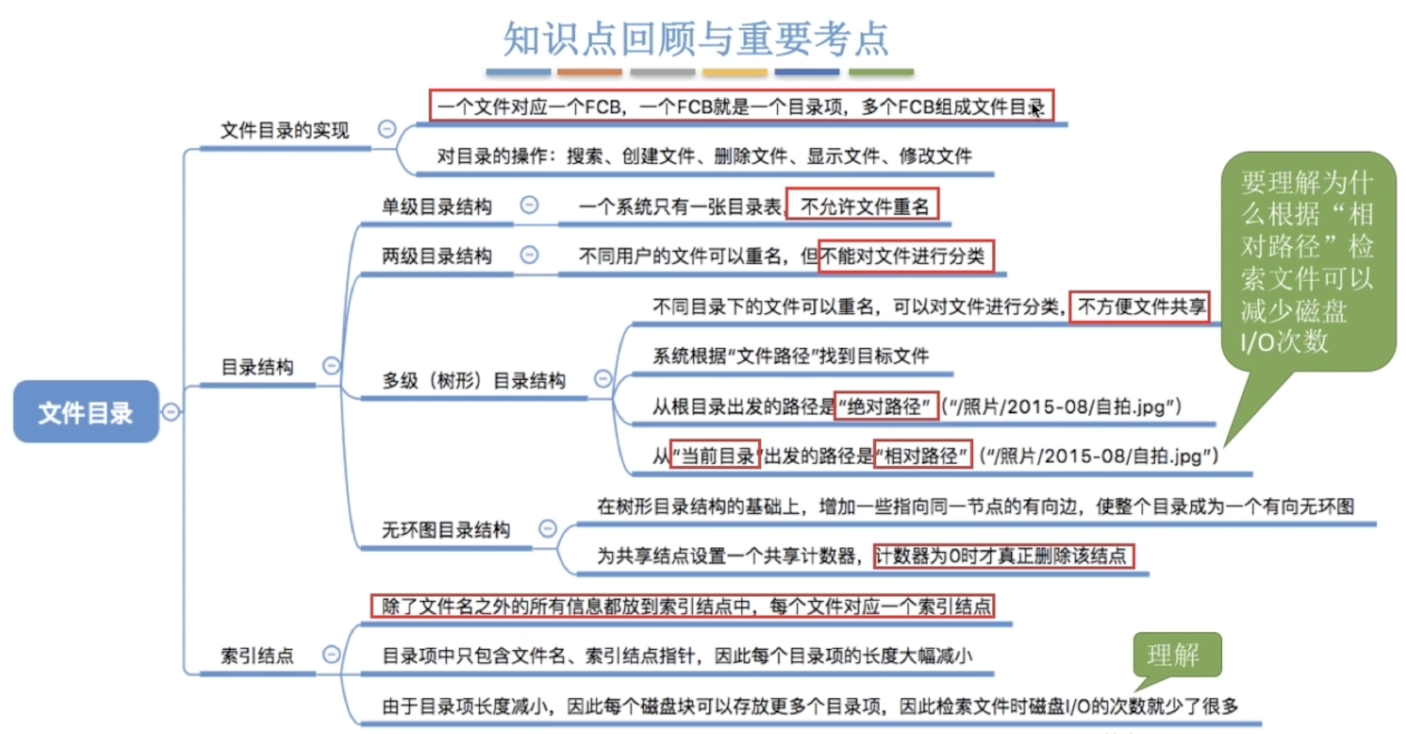 知识点回顾与重要考点
文件目录
文件目录的实现
一个文件对应一个FCB，一个FCB就是一个目录项，多个FCB组成文件目录
对目录的操作：搜索、创建文件、删除文件、显示文件、修改文件
目录结构
单级目录结构
一个系统只有一张目录表，不允许文件重名
两级目录结构
不同用户的文件可以重名，但不能对文件进行分类
多级（树形）目录结构
不同目录下的文件可以重名，可以对文件进行分类，不方便文件共享
系统根据“文件路径”找到目标文件
从根目录出发的路径是“绝对路径”（“/照片/2015-08/自拍.jpg”）
从“当前目录”出发的路径是“相对路径”（“/照片/2015-08/自拍.jpg”）
要理解为什
么根据“相
对路径”检
索文件可以
减少磁盘
I/O次数
无环图目录结构
在树形目录结构的基础上，增加一些指向同一节点的有向边，使整个目录成为一个有向无环图
为共享结点设置一个共享计数器，计数器为0时才真正删除该结点
索引结点
除了文件名之外的所有信息都放到索引结点中，每个文件对应一个索引结点
目录项中只包含文件名、索引结点指针，因此每个目录项的长度大幅减小
由于目录项长度减小，因此每个磁盘块可以存放更多个目录项，因此检索文件时磁盘I/O的次数就少了很多
理解